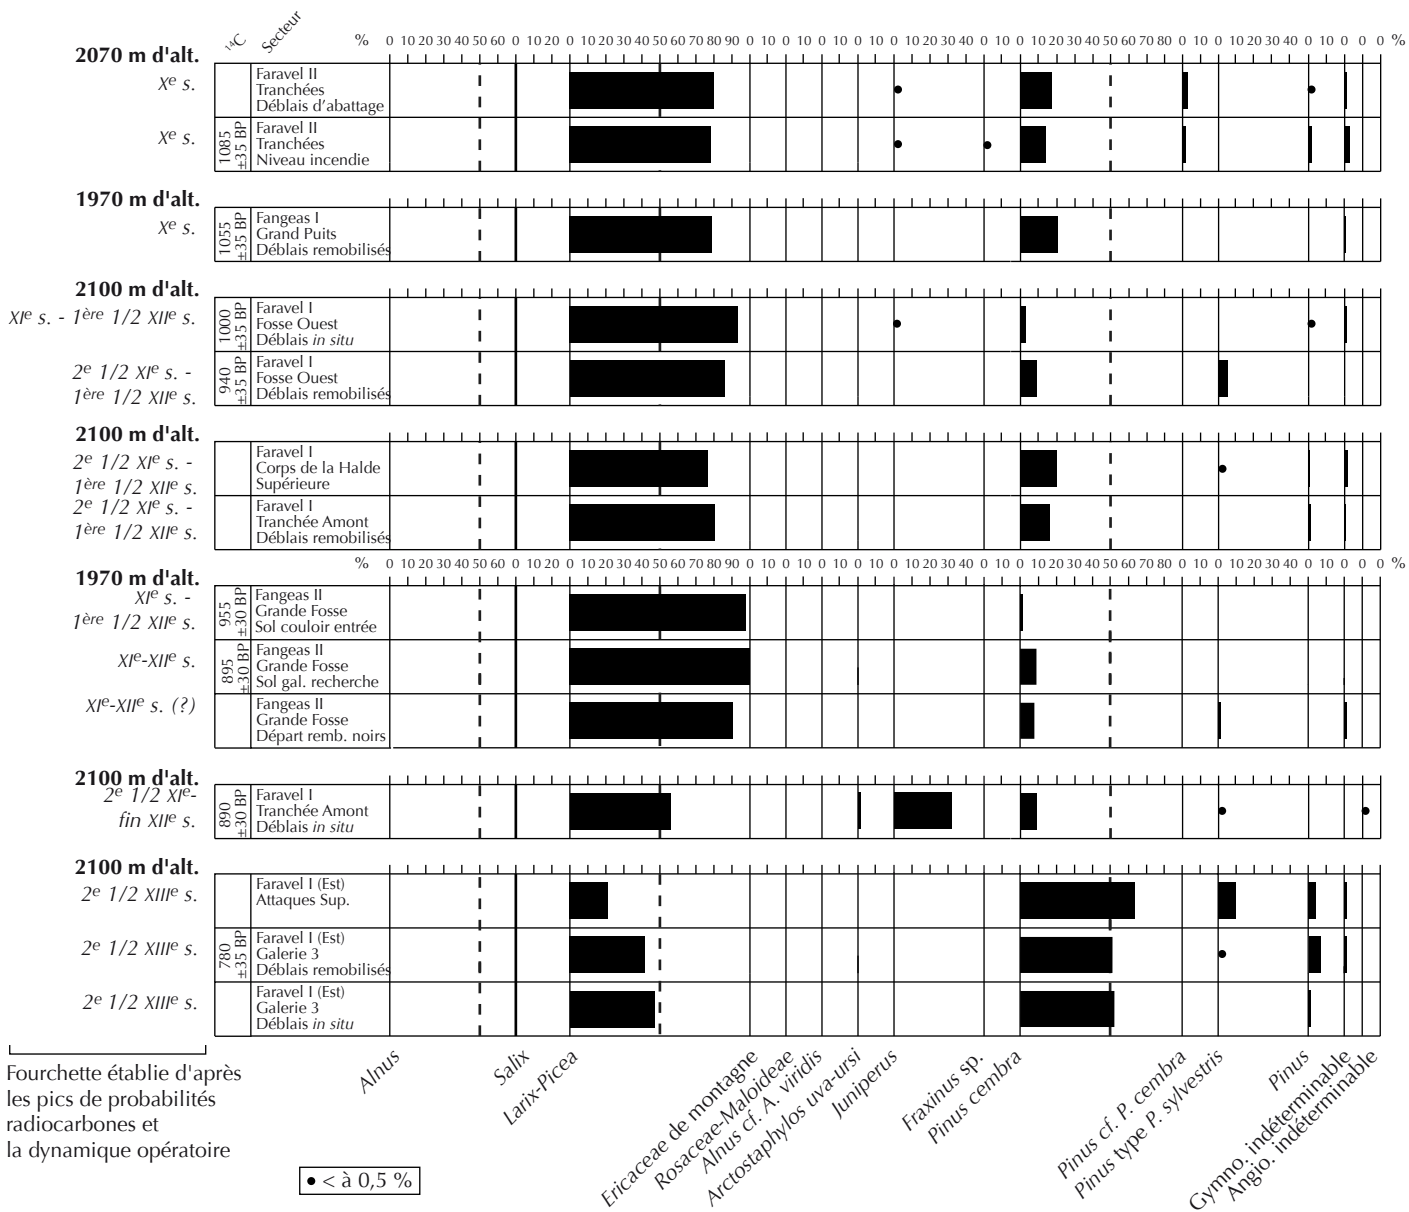 14C Secteur % 0 10 20 30 40 50 60 0 10 20 0 10 20 30 40 50 60 70 80 90 0 10 0 10 0 10 0 10 0 10 20 30 40 0 10 0 10 20 30 40 50 60 70 80 0 10 0 10 20 30 40 0 10 0 0 %
2070 m d'alt.
Xe s.
Faravel II
Tranchées
Déblais d'abattage
Xe s.
1085
±35 BP
Faravel II
Tranchées
Niveau incendie
1970 m d'alt.
Xe s.
1055
±35 BP
Fangeas I
Grand Puits
Déblais remobilisés
2100 m d'alt.
XIe s. - 1ère 1/2 XIIe s.
1000
±35 BP
Faravel I
Fosse Ouest
Déblais in situ
2e 1/2 XIe s. -
1ère 1/2 XIIe s.
940
±35 BP
Faravel I
Fosse Ouest
Déblais remobilisés
2100 m d'alt.
2e 1/2 XIe s. -
1ère 1/2 XIIe s.
Faravel I
Corps de la Halde
Supérieure
2e 1/2 XIe s. -
1ère 1/2 XIIe s.
Faravel I
Tranchée Amont
Déblais remobilisés
% 0 10 20 30 40 50 60 0 10 20 0 10 20 30 40 50 60 70 80 90 0 10 0 10 0 10 0 10 0 10 20 30 40 0 10 0 10 20 30 40 50 60 70 80 0 10 0 10 20 30 40 0 10 0 0 %
1970 m d'alt.
XIe s. -
1ère 1/2 XIIe s.
955
±30 BP
Fangeas II
Grande Fosse
Sol couloir entrée
XIe-XIIe s.
895
±30 BP
Fangeas II
Grande Fosse
Sol gal. recherche
XIe-XIIe s. (?)
Fangeas II
Grande Fosse
Départ remb. noirs
2100 m d'alt.
2e 1/2 XIe-
fin XIIe s.
890
±30 BP
Faravel I
Tranchée Amont
Déblais in situ
2100 m d'alt.
2e 1/2 XIIIe s.
Faravel I (Est)
Attaques Sup.
2e 1/2 XIIIe s.
780
±35 BP
Faravel I (Est)
Galerie 3
Déblais remobilisés
2e 1/2 XIIIe s.
Faravel I (Est)
Galerie 3
Déblais in situ
Alnus
Salix
Larix-Picea
Ericaceae de montagne
Rosaceae-Maloideae
Alnus cf. A. viridis
Arctostaphylos uva-ursi
Juniperus
Fraxinus sp.
Pinus cembra
Pinus cf. P. cembra
Pinus type P. sylvestris
Pinus
Gymno. indéterminable
Angio. indéterminable
Fourchette établie d'après
les pics de probabilités
radiocarbones et
la dynamique opératoire
• < à 0,5 %